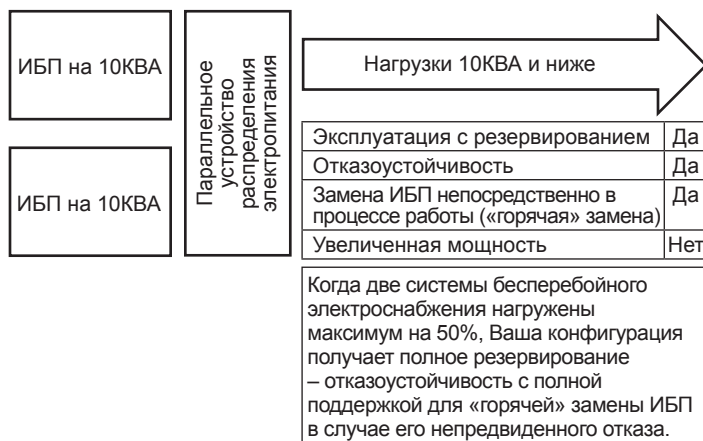 ИБП на 10КВА
ИБП на 10КВА
Параллельное
устройство
распределения
электропитания
Нагрузки 10КВА и ниже
Эксплуатация с резервированием Да
Отказоустойчивость Да
Замена ИБП непосредственно в Да
процессе работы («горячая» замена)
Увеличенная мощность Нет
Когда две системы бесперебойного
электроснабжения нагружены
максимум на 50%, Ваша конфигурация
получает полное резервирование
– отказоустойчивость с полной
поддержкой для «горячей» замены ИБП
в случае его непредвиденного отказа.